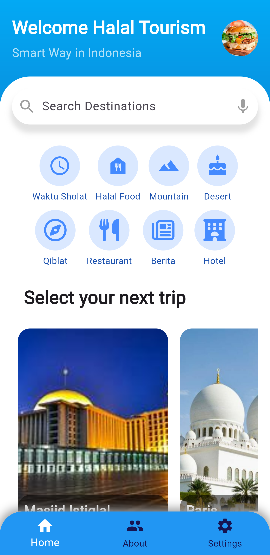 Welcome Halal Tourism
Smart Way in Indonesia
Search Destinations
Waktu Sholat Halal Food Mountain Desert
Qiblat Restaurant Berita Hotel
Select your next trip
Masjid Istiqlal Paris
Home About Settings